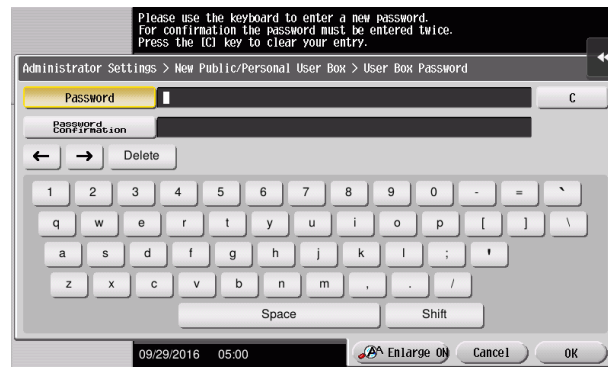 Please use the keyboard to enter a new password.
For confirmation the password must be entered twice.
Press the [C] key to clear your entry.
Administrator Settings > New Public/Personal User Box > User Box Password
Password C
Password
Confirmation
← → Delete
1 2 3 4 5 6 7 8 9 0 - = `
q w e r t y u i o p [ ] \
a s d f g h j k l ; '
z x c v b n m , . /
Space Shift
09/29/2016 05:00 Enlarge ON Cancel OK